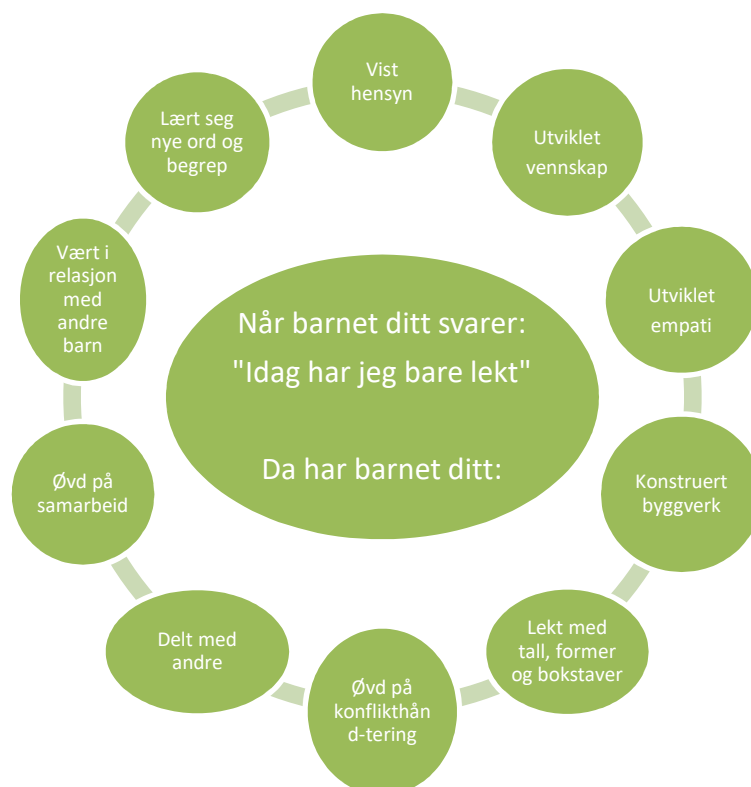 Når barnet ditt svarer:
"Idag har jeg bare lekt"
Da har barnet ditt:
Vist
hensyn
Utviklet
vennskap
Utviklet
empati
Konstruert
byggverk
Lekt med
tall, former
og bokstaver
Øvd på
konflikthån
d-tering
Delt med
andre
Øvd på
samarbeid
Vært i
relasjon
med
andre
barn
Lært seg
nye ord og
begrep